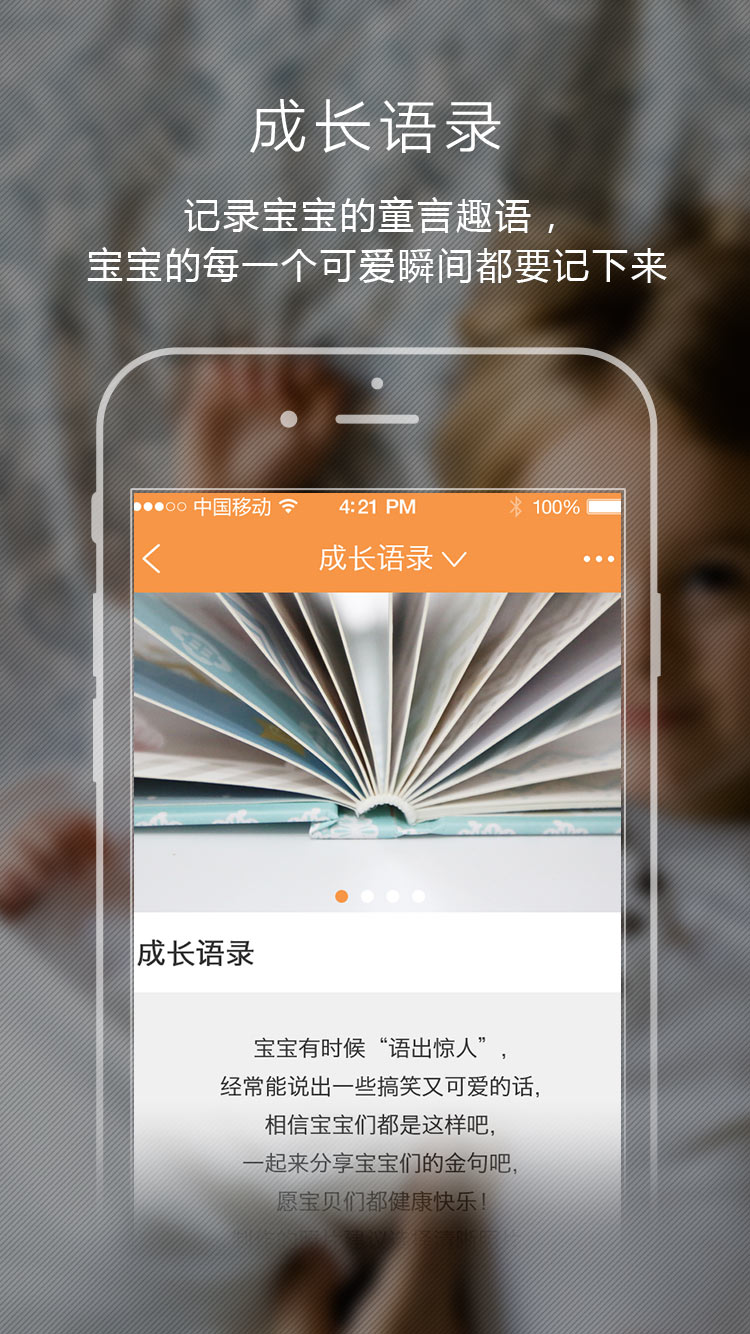 成长语录
记录宝宝的童言趣语，
宝宝的每一个可爱瞬间都要记下来
中国移动 4:21 PM 100%
成长语录
成长语录
宝宝有时候“语出惊人”,
经常能说出一些搞笑又可爱的话,
相信宝宝们都是这样吧,
一起来分享宝宝们的金句吧,
愿宝贝们都健康快乐！